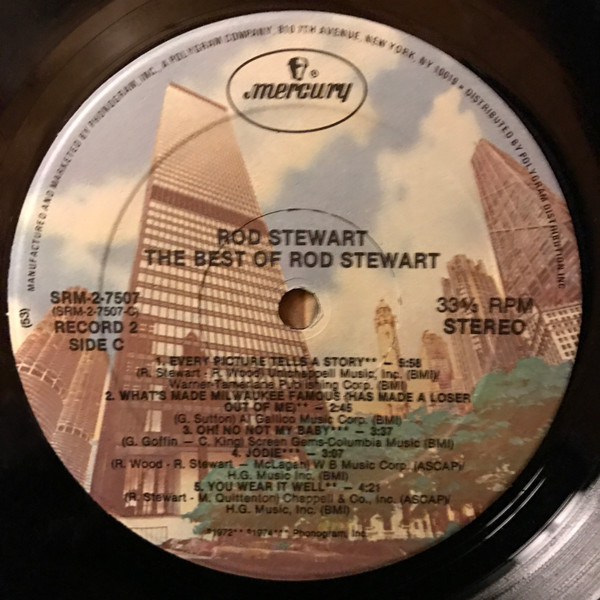 MANUFACTURED AND MARKETED BY PHONOGRAM, INC., A POLYGRAM COMPANY, 810 7TH AVENUE, NEW YORK, NY 10019 • DISTRIBUTED BY POLYGRAM DISTRIBUTION, INC.
mercury®
ROD STEWART
THE BEST OF ROD STEWART
SRM-2-7507
(SRM-2-7507-C)
RECORD 2
SIDE C
(53)
33⅓ RPM
STEREO
1. EVERY PICTURE TELLS A STORY** — 5:58
(R. Stewart - R. Wood) Unichappell Music, Inc. (BMI)/
Warner-Tamerlane Publishing Corp. (BMI)
2. WHAT'S MADE MILWAUKEE FAMOUS (HAS MADE A LOSER
OUT OF ME)** — 2:45
(G. Sutton) Al Gallico Music Corp. (BMI)
3. OH! NO NOT MY BABY*** — 3:37
(G. Goffin — C. King) Screen Gems-Columbia Music (BMI)
4. JODIE*** — 3:07
(R. Wood - R. Stewart — McLagan) W B Music Corp. (ASCAP)/
H.G. Music Inc. (BMI)
5. YOU WEAR IT WELL** — 4:21
(R. Stewart - M. Quittenton) Chappell & Co., Inc. (ASCAP)/
H.G. Music, Inc. (BMI)
℗1972** ℗1974*** Phonogram, Inc.